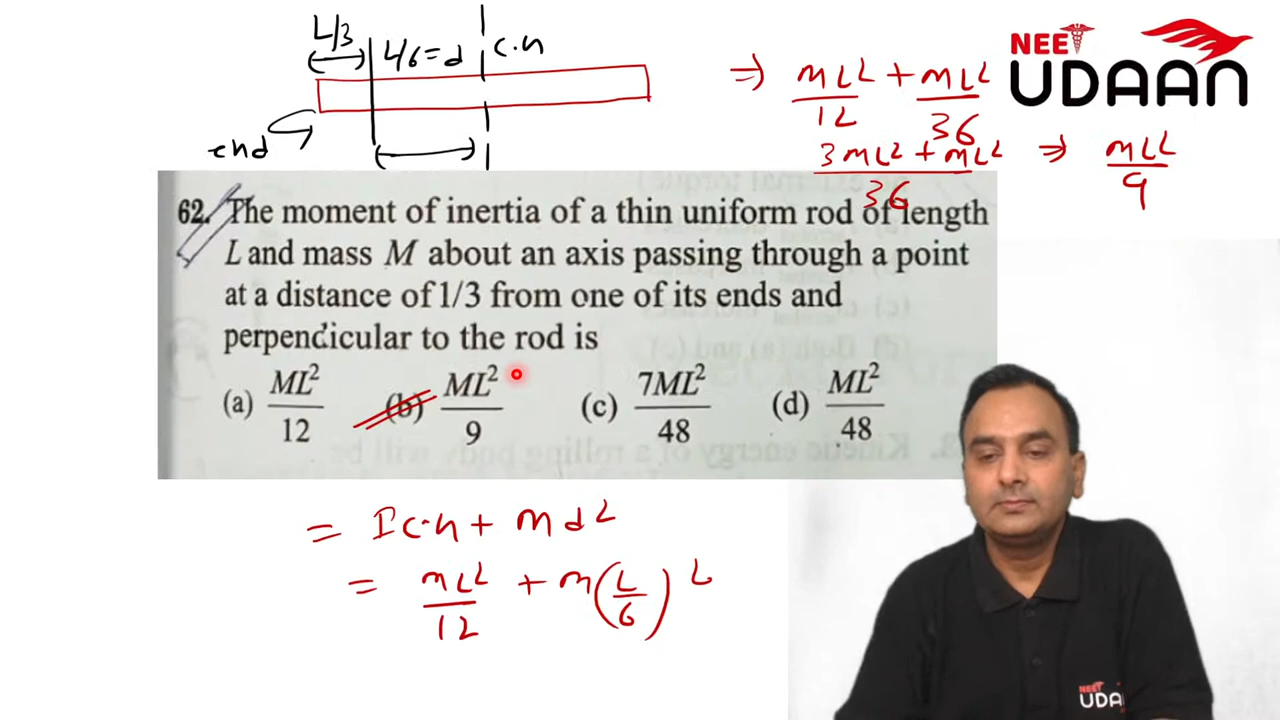 L/3
L/6 = d
C.M
end
NEET
UDAAN
⇒ ML²/12 + ML²/36
3ML² + ML²/36 ⇒ ML²/9
62. The moment of inertia of a thin uniform rod of length
L and mass M about an axis passing through a point
at a distance of 1/3 from one of its ends and
perpendicular to the rod is
(a) ML²/12 (b) ML²/9 (c) 7ML²/48 (d) ML²/48
= I C.M + Md²
= ML²/12 + M(L/6)²
NEET
UDA